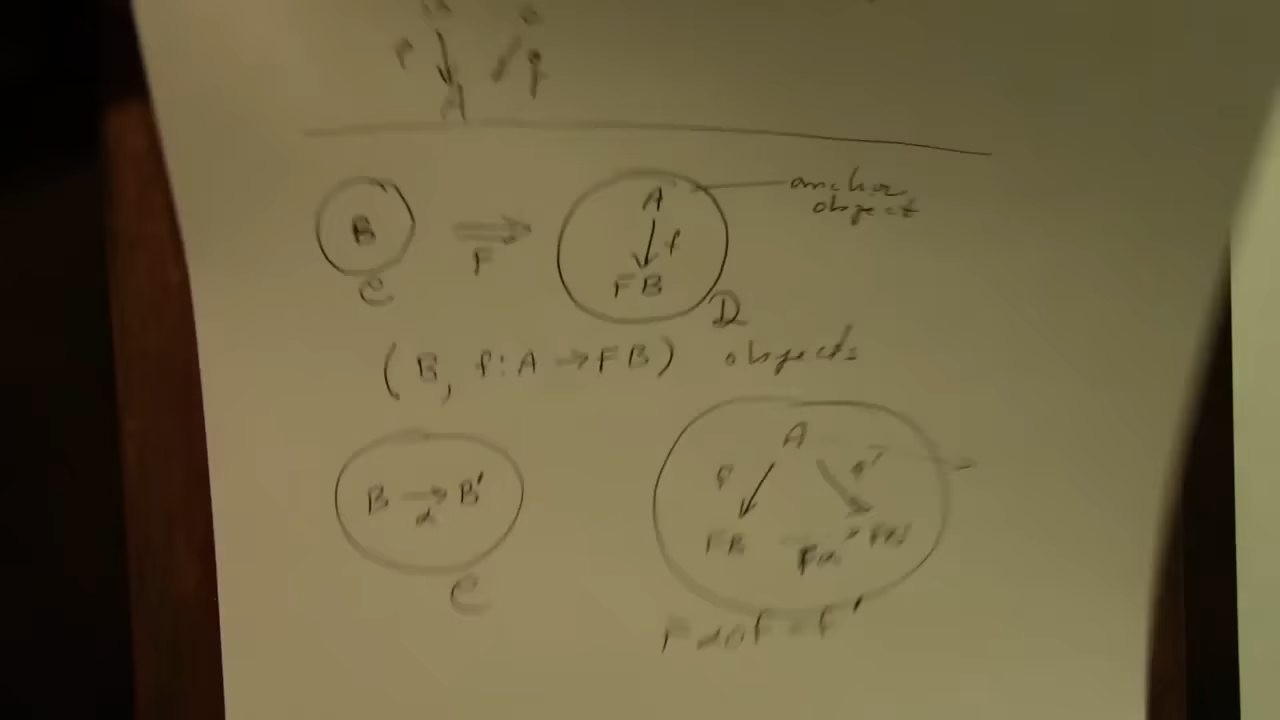 f g
A
B
F
C
A
f
FB
D
anchor
object
(B, f: A → FB) objects
B → B'
α
C
A
f f'
FB Fα FB'
Fα∘f = f'